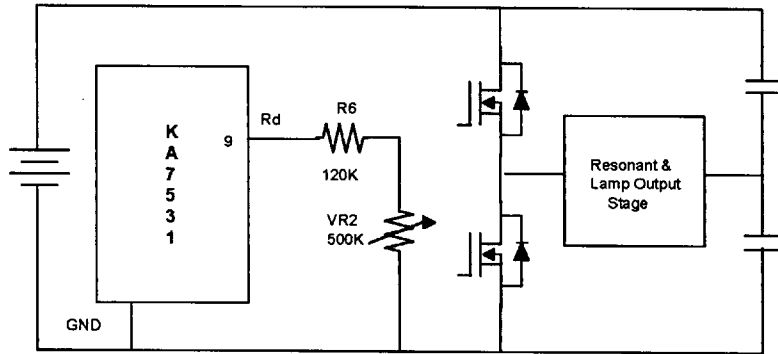 K
A
7
5
3
1
9
Rd
R6
120K
VR2
500K
GND
Resonant &
Lamp Output
Stage